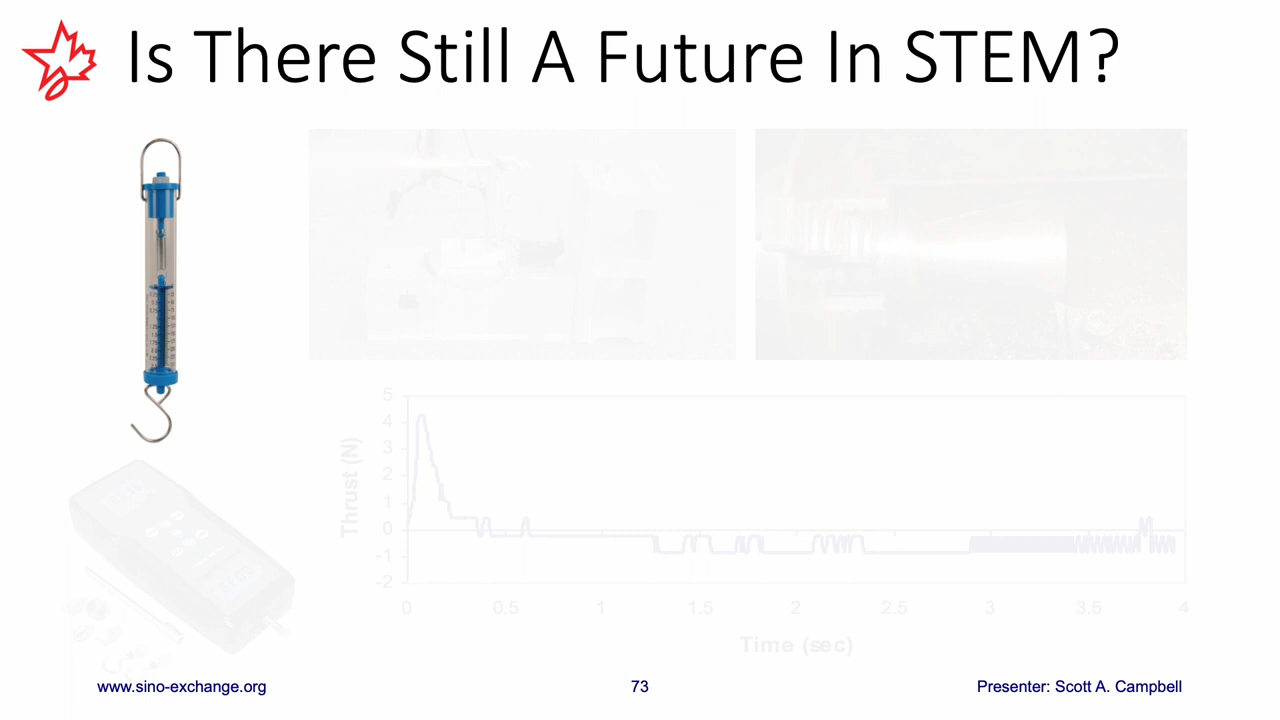 Is There Still A Future In STEM?
5
4
3
2
1
0
-1
-2
Thrust (N)
0 0.5 1 1.5 2 2.5 3 3.5 4
Time (sec)
www.sino-exchange.org 73 Presenter: Scott A. Campbell